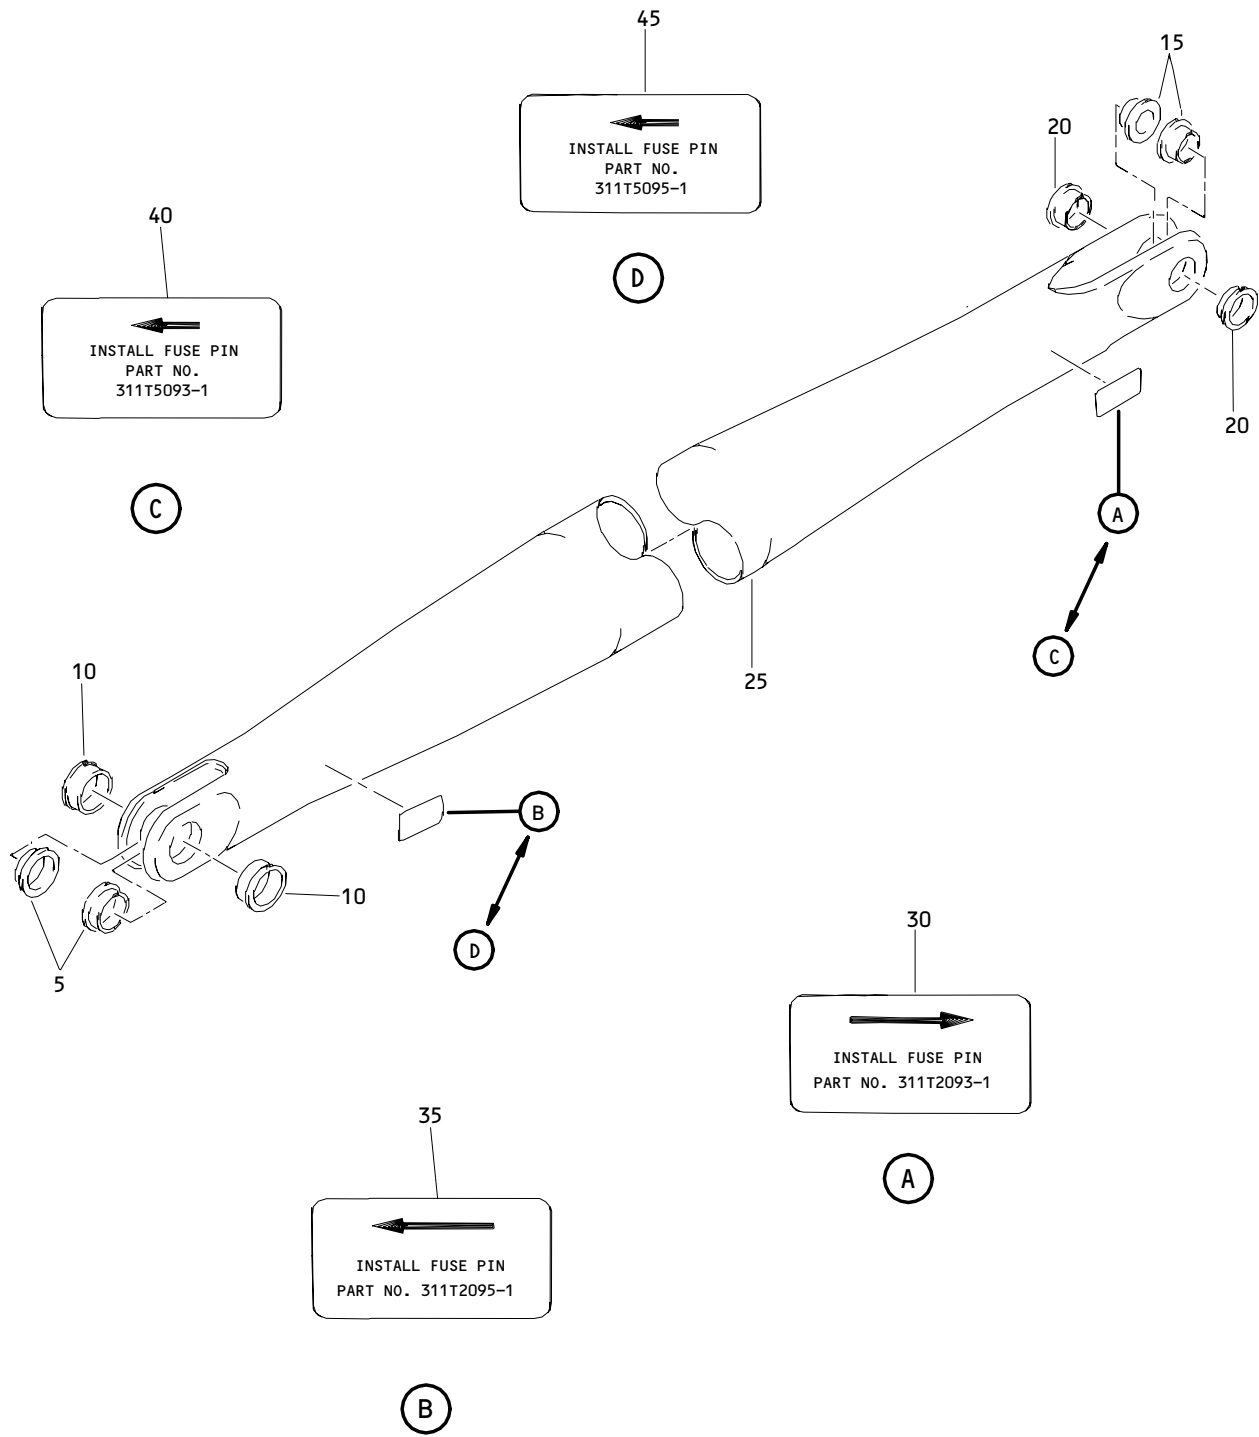 45
15
20
INSTALL FUSE PIN
PART NO.
311T5095-1
40
D
INSTALL FUSE PIN
PART NO.
311T5093-1
20
C
A
C
25
10
B
10
D
5
30
INSTALL FUSE PIN
PART NO. 311T2093-1
35
A
INSTALL FUSE PIN
PART NO. 311T2095-1
B